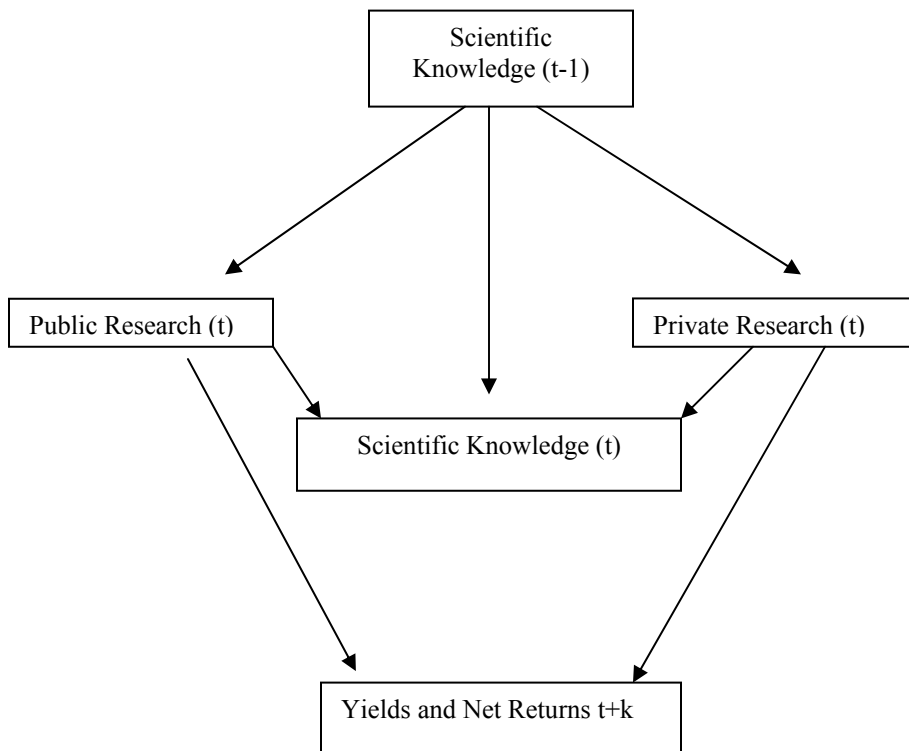 Scientific
Knowledge (t-1)
Public Research (t)
Private Research (t)
Scientific Knowledge (t)
Yields and Net Returns t+k